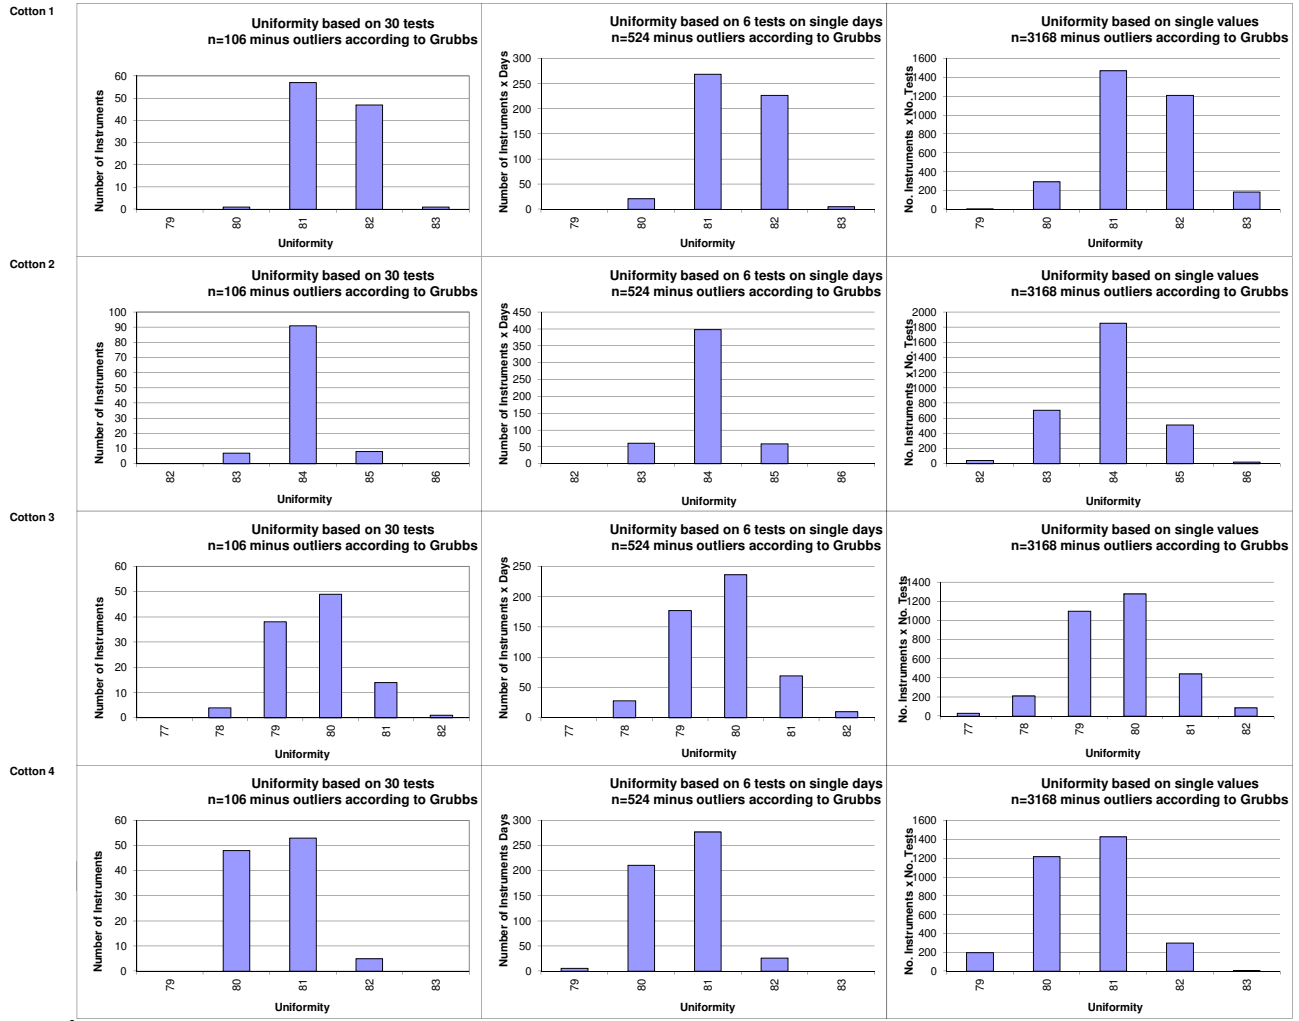 Cotton 1
Uniformity based on 30 tests
n=106 minus outliers according to Grubbs
Number of Instruments
60
50
40
30
20
10
0
79 80 81 82 83
Uniformity
Uniformity based on 6 tests on single days
n=524 minus outliers according to Grubbs
Number of Instruments x Days
300
250
200
150
100
50
0
79 80 81 82 83
Uniformity
Uniformity based on single values
n=3168 minus outliers according to Grubbs
No. Instruments x No. Tests
1600
1400
1200
1000
800
600
400
200
0
79 80 81 82 83
Uniformity
Cotton 2
Uniformity based on 30 tests
n=106 minus outliers according to Grubbs
Number of Instruments
100
90
80
70
60
50
40
30
20
10
0
82 83 84 85 86
Uniformity
Uniformity based on 6 tests on single days
n=524 minus outliers according to Grubbs
Number of Instruments x Days
450
400
350
300
250
200
150
100
50
0
82 83 84 85 86
Uniformity
Uniformity based on single values
n=3168 minus outliers according to Grubbs
No. Instruments x No. Tests
2000
1800
1600
1400
1200
1000
800
600
400
200
0
82 83 84 85 86
Uniformity
Cotton 3
Uniformity based on 30 tests
n=106 minus outliers according to Grubbs
Number of Instruments
60
50
40
30
20
10
0
77 78 79 80 81 82
Uniformity
Uniformity based on 6 tests on single days
n=524 minus outliers according to Grubbs
Number of Instruments x Days
250
200
150
100
50
0
77 78 79 80 81 82
Uniformity
Uniformity based on single values
n=3168 minus outliers according to Grubbs
No. Instruments x No. Tests
1400
1200
1000
800
600
400
200
0
77 78 79 80 81 82
Uniformity
Cotton 4
Uniformity based on 30 tests
n=106 minus outliers according to Grubbs
Number of Instruments
60
50
40
30
20
10
0
79 80 81 82 83
Uniformity
Uniformity based on 6 tests on single days
n=524 minus outliers according to Grubbs
Number of Instruments Days
300
250
200
150
100
50
0
79 80 81 82 83
Uniformity
Uniformity based on single values
n=3168 minus outliers according to Grubbs
No. Instruments x No. Tests
1600
1400
1200
1000
800
600
400
200
0
79 80 81 82 83
Uniformity